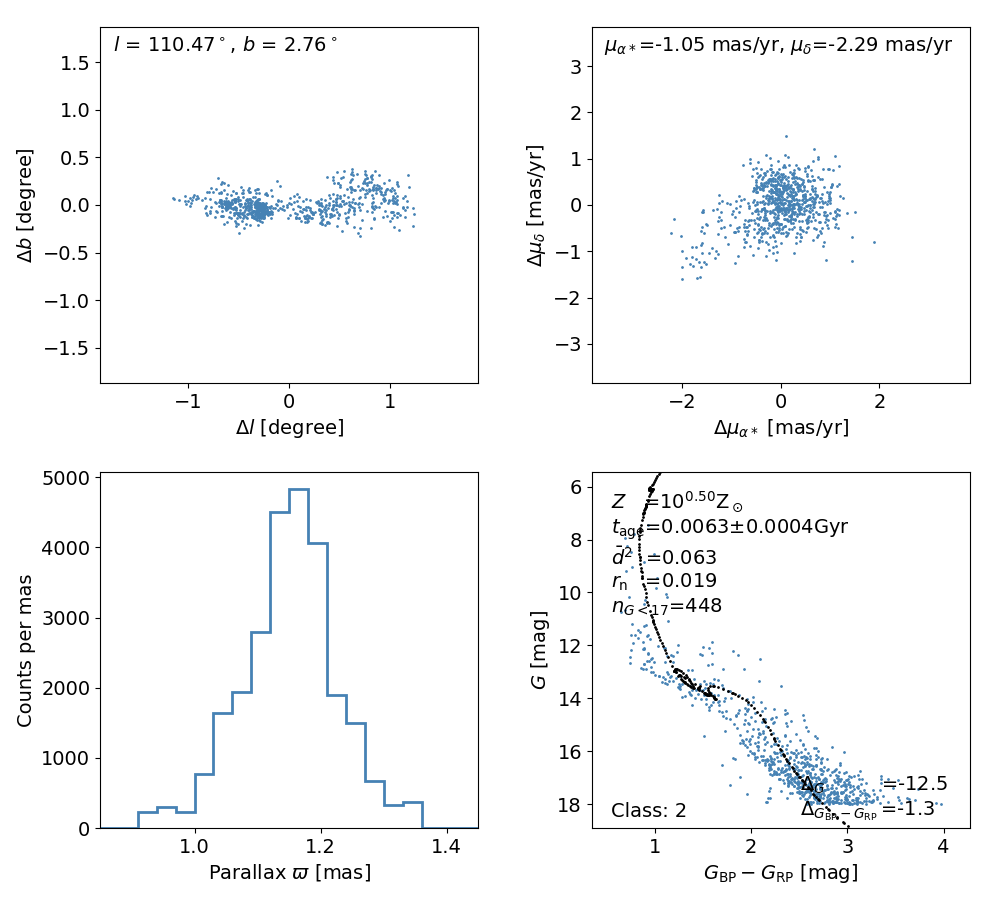 l = 110.47°, b = 2.76°
1.5
1.0
0.5
0.0
−0.5
−1.0
−1.5
Δb [degree]
−1
0
1
Δl [degree]
μα*=-1.05 mas/yr, μδ=-2.29 mas/yr
3
2
1
0
−1
−2
−3
Δμδ [mas/yr]
−2
0
2
Δμα* [mas/yr]
5000
4000
3000
2000
1000
0
Counts per mas
1.0
1.2
1.4
Parallax ϖ [mas]
Z =10^0.50 Z⊙
t_age=0.0063±0.0004Gyr
d̄² =0.063
r_n =0.019
n_G<17=448
6
8
10
12
14
16
18
G [mag]
Δ_G =-12.5
Δ_G_BP−G_RP =-1.3
Class: 2
1
2
3
4
G_BP − G_RP [mag]